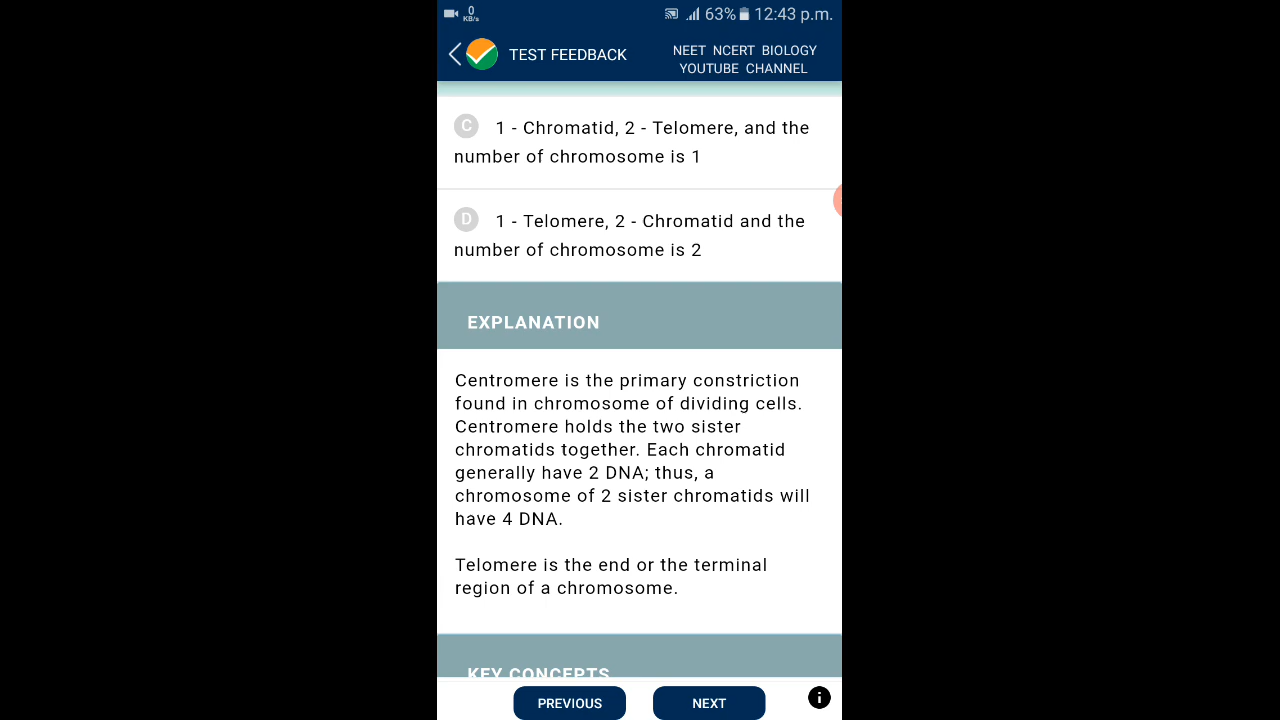 0
KB/s
63%
12:43 p.m.
TEST FEEDBACK
NEET NCERT BIOLOGY
YOUTUBE CHANNEL
C 1 - Chromatid, 2 - Telomere, and the
number of chromosome is 1
D 1 - Telomere, 2 - Chromatid and the
number of chromosome is 2
EXPLANATION
Centromere is the primary constriction
found in chromosome of dividing cells.
Centromere holds the two sister
chromatids together. Each chromatid
generally have 2 DNA; thus, a
chromosome of 2 sister chromatids will
have 4 DNA.
Telomere is the end or the terminal
region of a chromosome.
KEY CONCEPTS
PREVIOUS
NEXT
i